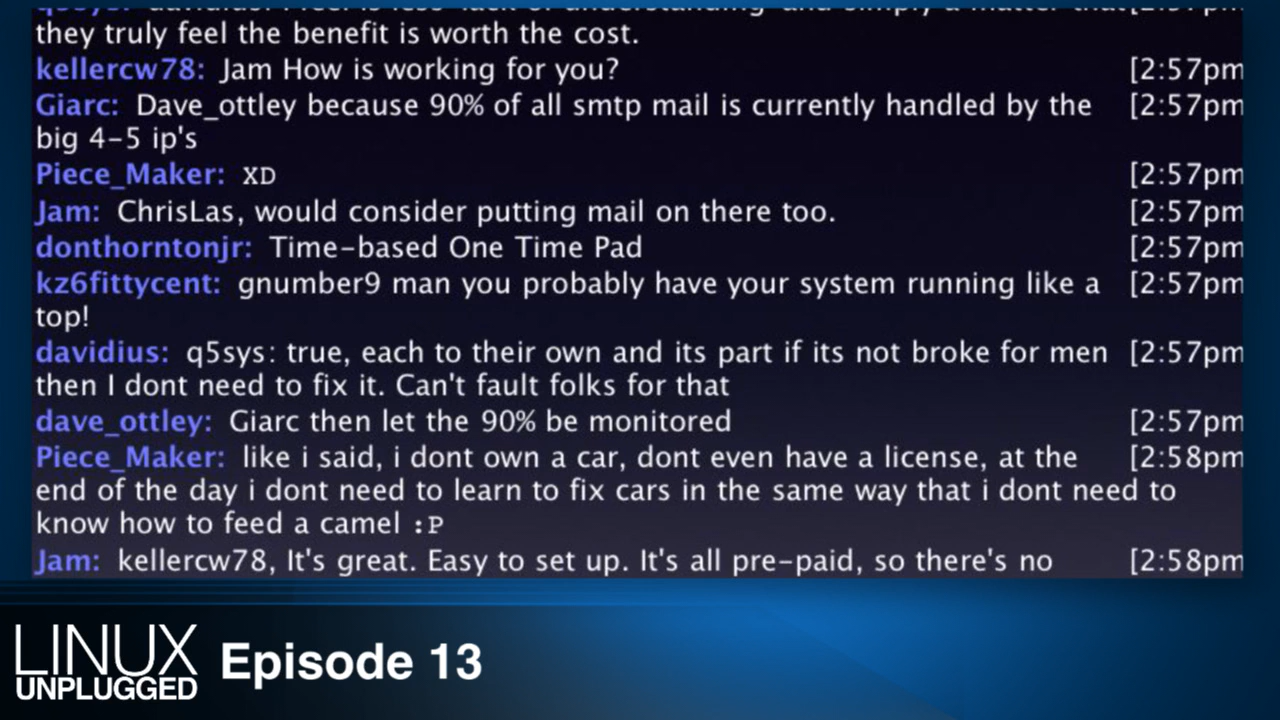 they truly feel the benefit is worth the cost.
kellercw78: Jam How is working for you? [2:57pm
Giarc: Dave_ottley because 90% of all smtp mail is currently handled by the [2:57pm
big 4-5 ip's
Piece_Maker: XD [2:57pm
Jam: ChrisLas, would consider putting mail on there too. [2:57pm
donthorntonjr: Time-based One Time Pad [2:57pm
kz6fittycent: gnumber9 man you probably have your system running like a [2:57pm
top!
davidius: q5sys: true, each to their own and its part if its not broke for men [2:57pm
then I dont need to fix it. Can't fault folks for that
dave_ottley: Giarc then let the 90% be monitored [2:57pm
Piece_Maker: like i said, i dont own a car, dont even have a license, at the [2:58pm
end of the day i dont need to learn to fix cars in the same way that i dont need to
know how to feed a camel :P
Jam: kellercw78, It's great. Easy to set up. It's all pre-paid, so there's no [2:58pm
LINUX
UNPLUGGED
Episode 13